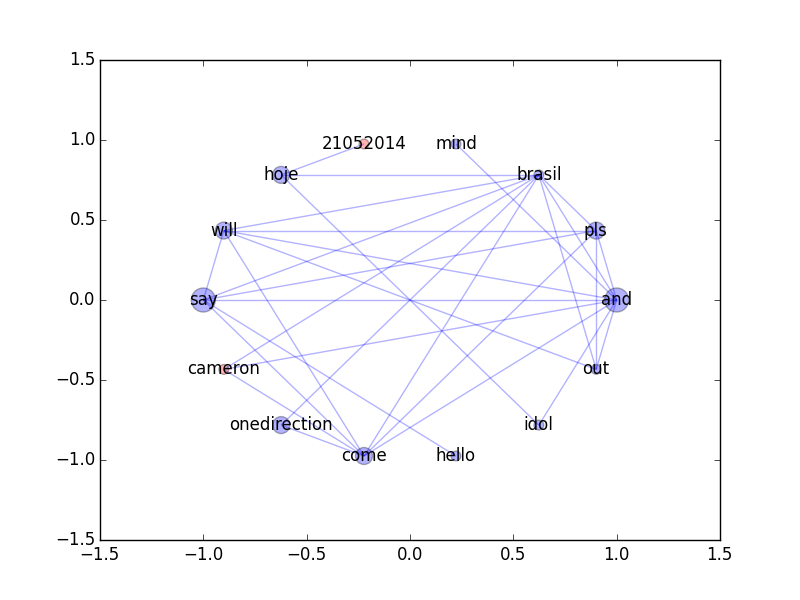 1.5
21052014 mind
1.0
hoje brasil
0.5
will pls
0.0
say and
−0.5
cameron out
onedirection idol
−1.0
come hello
−1.5
−1.5 −1.0 −0.5 0.0 0.5 1.0 1.5